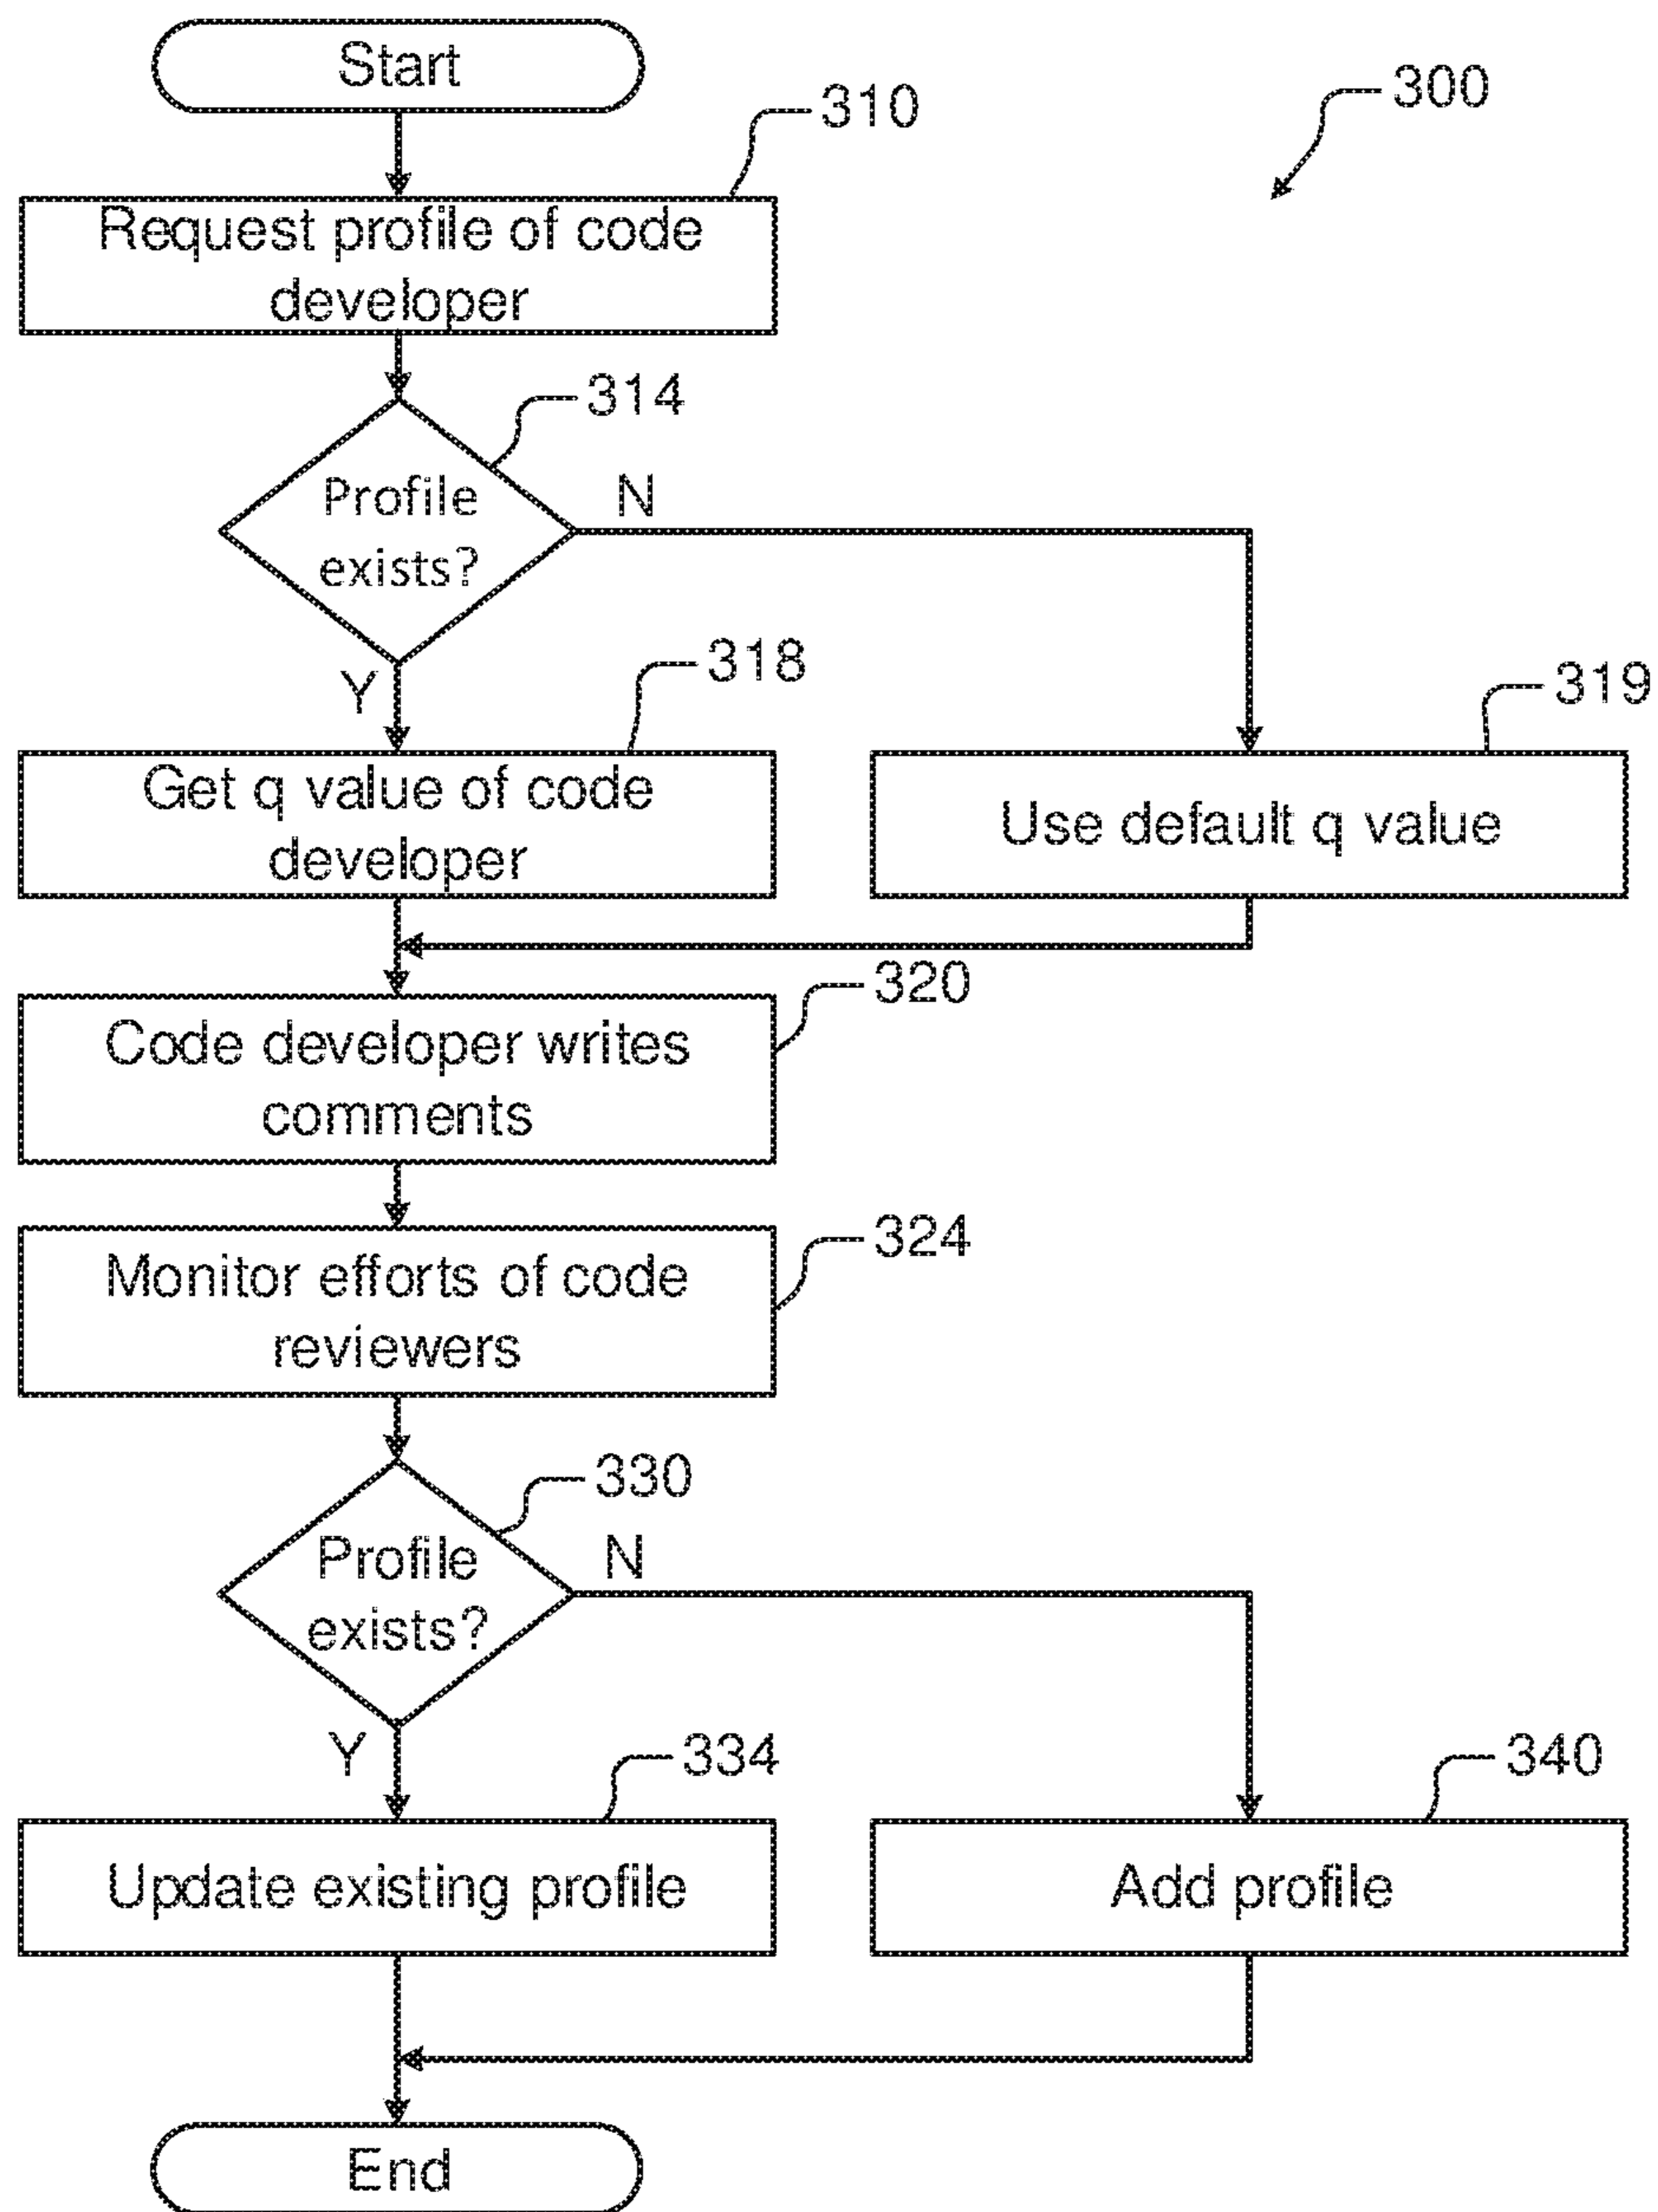 Start
300
310
Request profile of code
developer
314
Profile
exists?
N
Y
318
319
Get q value of code
developer
Use default q value
320
Code developer writes
comments
324
Monitor efforts of code
reviewers
330
Profile
exists?
N
Y
334
340
Update existing profile
Add profile
End